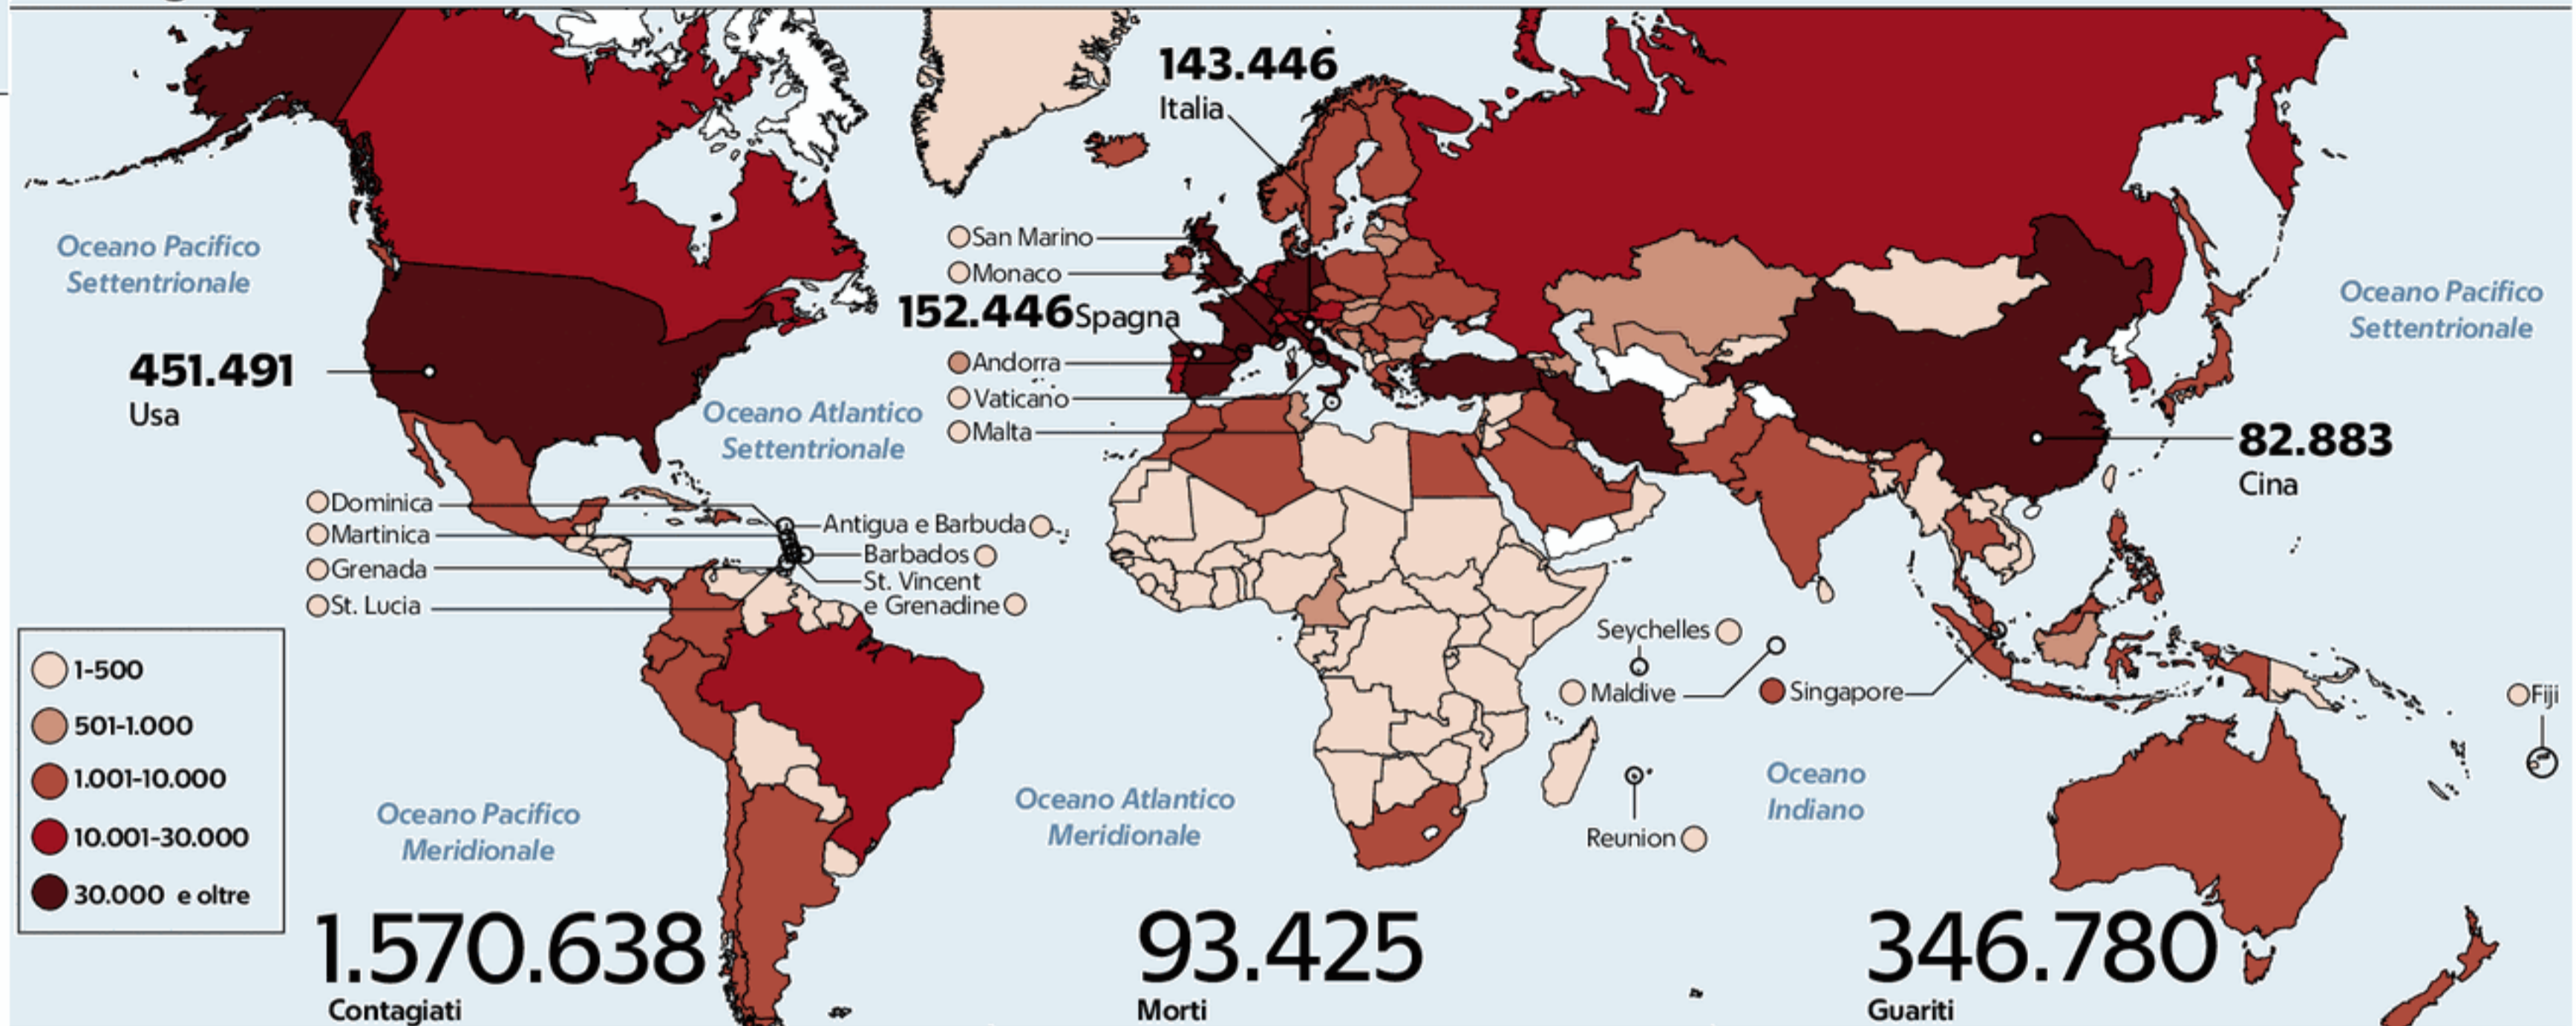 143.446
Italia
San Marino
Monaco
152.446 Spagna
Andorra
Vaticano
Malta
Oceano Pacifico
Settentrionale
451.491
Usa
Oceano Atlantico
Settentrionale
Oceano Pacifico
Settentrionale
82.883
Cina
Dominica
Martinica
Grenada
St. Lucia
Antigua e Barbuda
Barbados
St. Vincent
e Grenadine
Seychelles
Maldive
Singapore
Reunion
Fiji
1-500
501-1.000
1.001-10.000
10.001-30.000
30.000 e oltre
Oceano Pacifico
Meridionale
Oceano Atlantico
Meridionale
Oceano
Indiano
1.570.638
Contagiati
93.425
Morti
346.780
Guariti